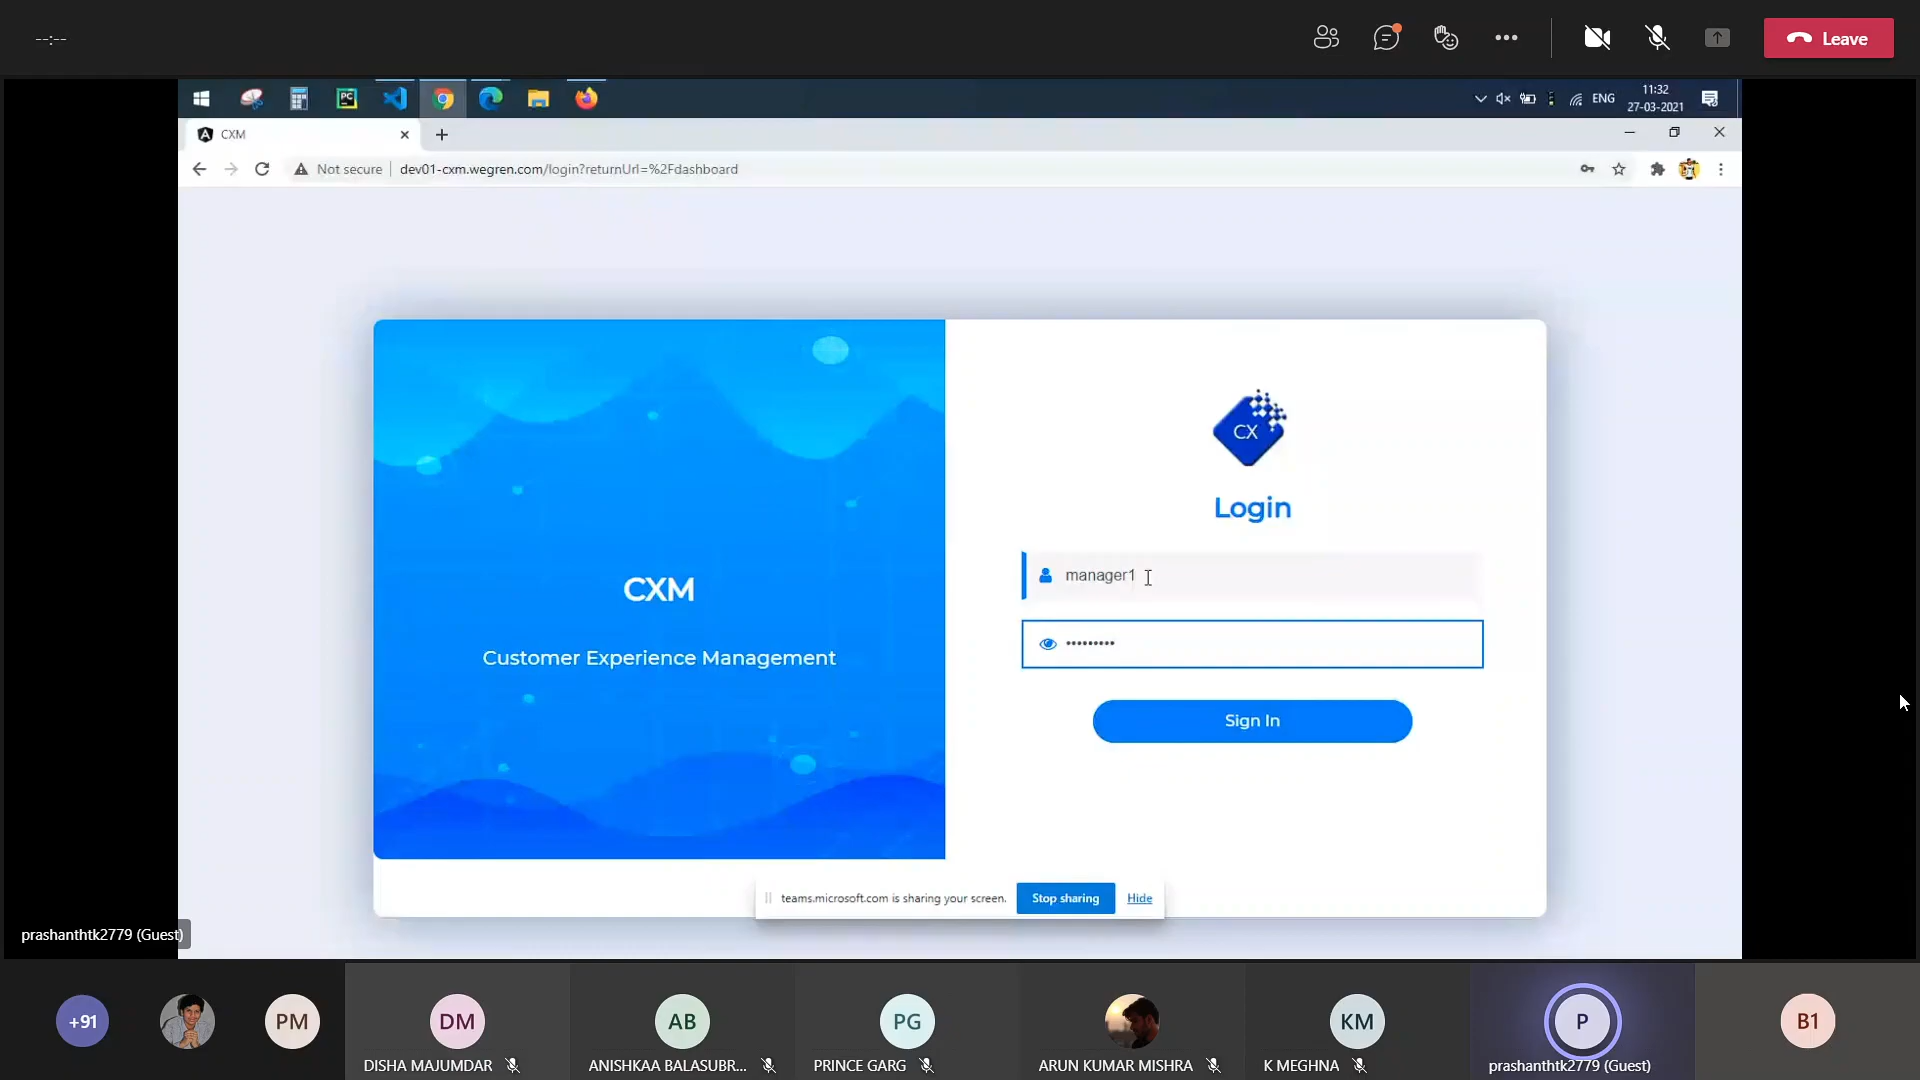 --:--
Leave
PC
ENG
11:32
27-03-2021
CXM
Not secure
dev01-cxm.wegren.com/login?returnUrl=%2Fdashboard
CX
Login
manager1
•••••••••
Sign In
CXM
Customer Experience Management
teams.microsoft.com is sharing your screen.
Stop sharing
Hide
prashanthtk2779 (Guest)
+91
PM
DM
AB
PG
KM
P
B1
DISHA MAJUMDAR
ANISHKAA BALASUBR...
PRINCE GARG
ARUN KUMAR MISHRA
K MEGHNA
prashanthtk2779 (Guest)